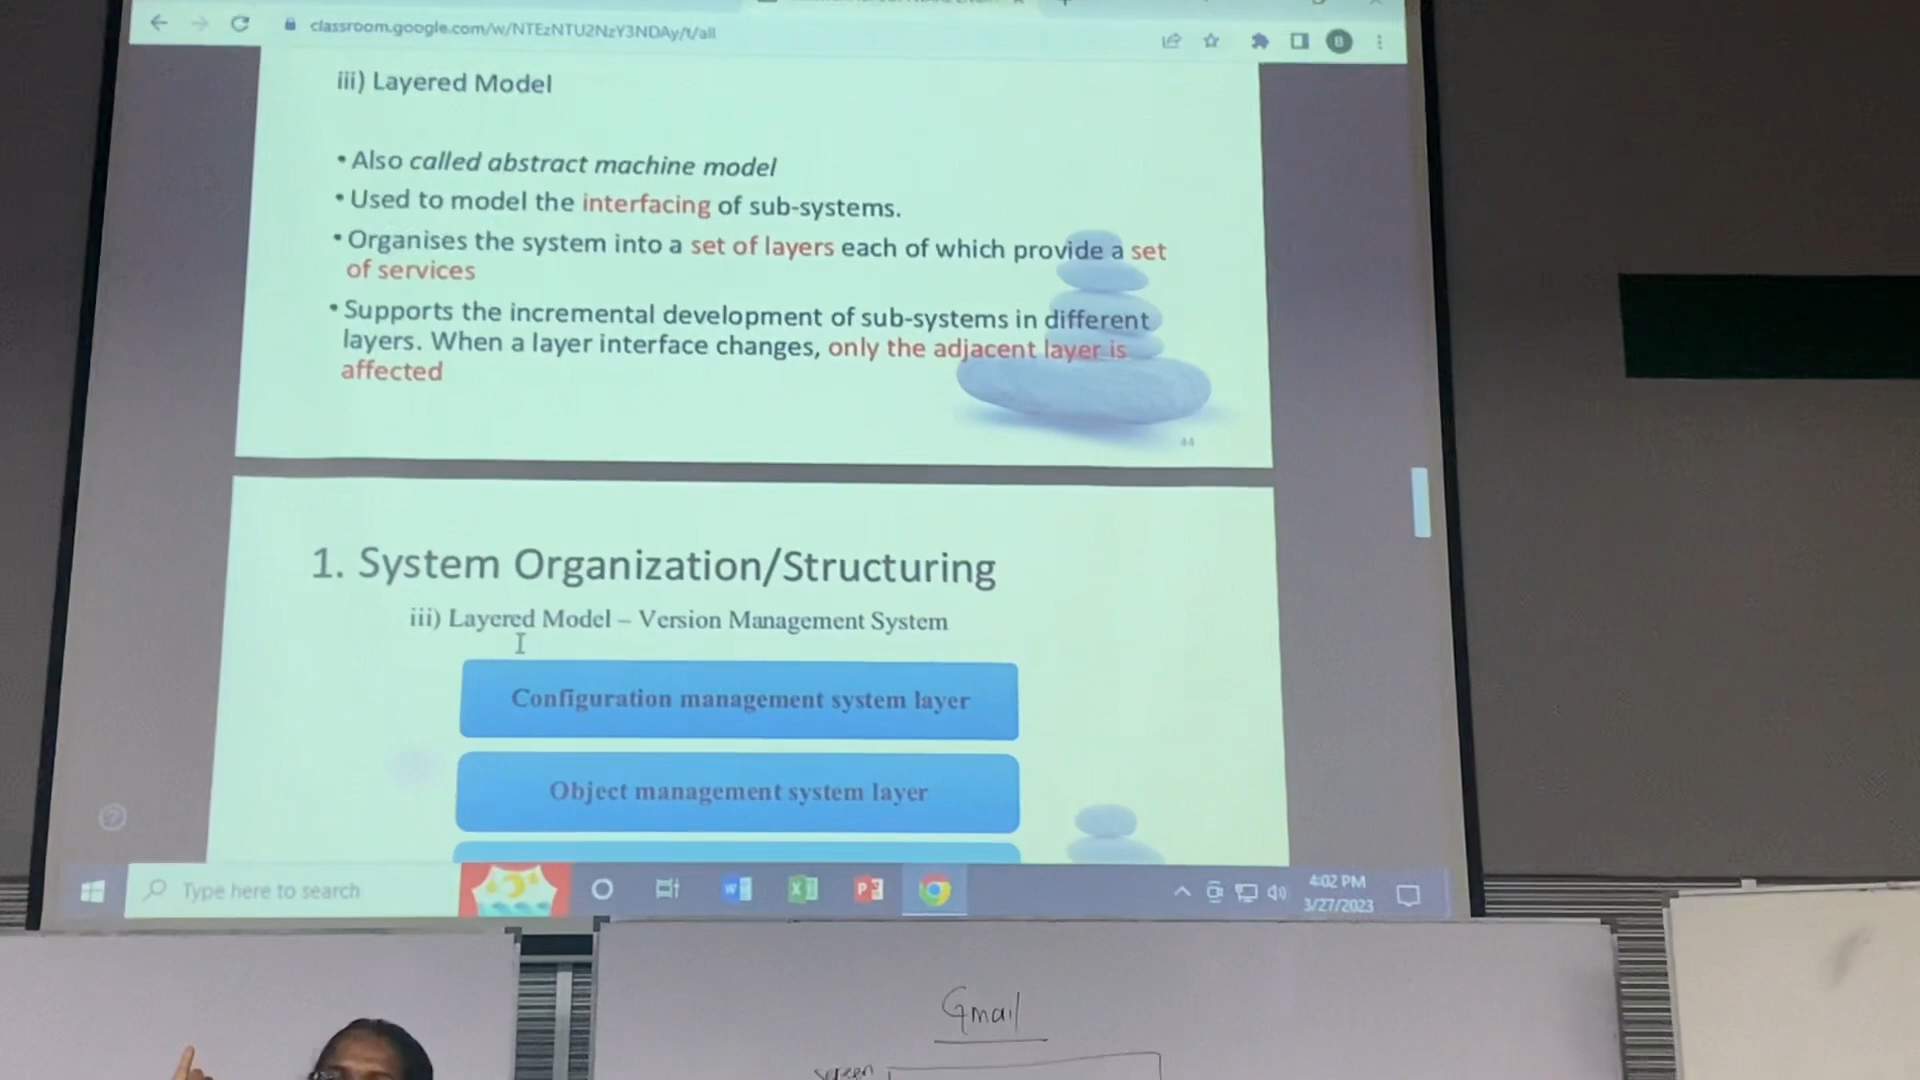 classroom.google.com/w/NTEzNTU2NzY3NDAy/t/all
B
iii) Layered Model
• Also called abstract machine model
• Used to model the interfacing of sub-systems.
• Organises the system into a set of layers each of which provide a set
of services
• Supports the incremental development of sub-systems in different
layers. When a layer interface changes, only the adjacent layer is
affected
44
1. System Organization/Structuring
iii) Layered Model – Version Management System
Configuration management system layer
Object management system layer
Type here to search
4:02 PM
3/27/2023
Gmail
screen